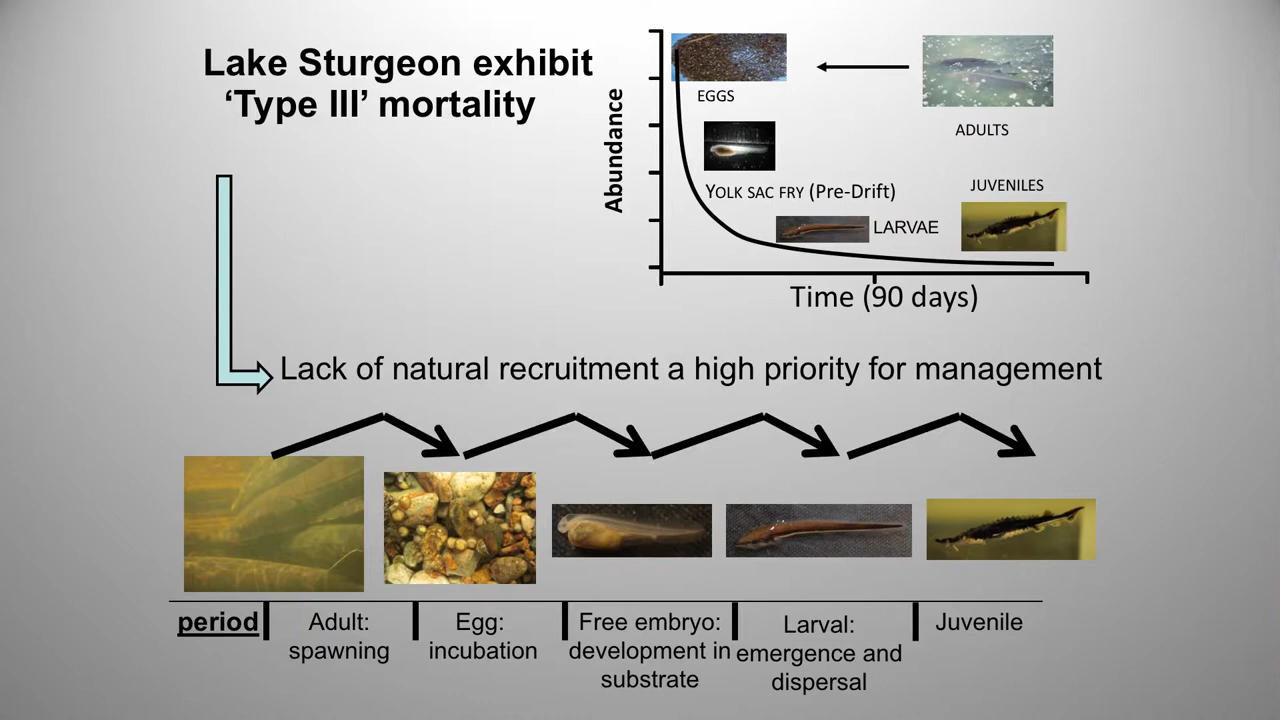 Lake Sturgeon exhibit
‘Type III’ mortality
Abundance
EGGS
ADULTS
YOLK SAC FRY (Pre-Drift)
JUVENILES
LARVAE
Time (90 days)
Lack of natural recruitment a high priority for management
period
Adult:
spawning
Egg:
incubation
Free embryo:
development in
substrate
Larval:
emergence and
dispersal
Juvenile